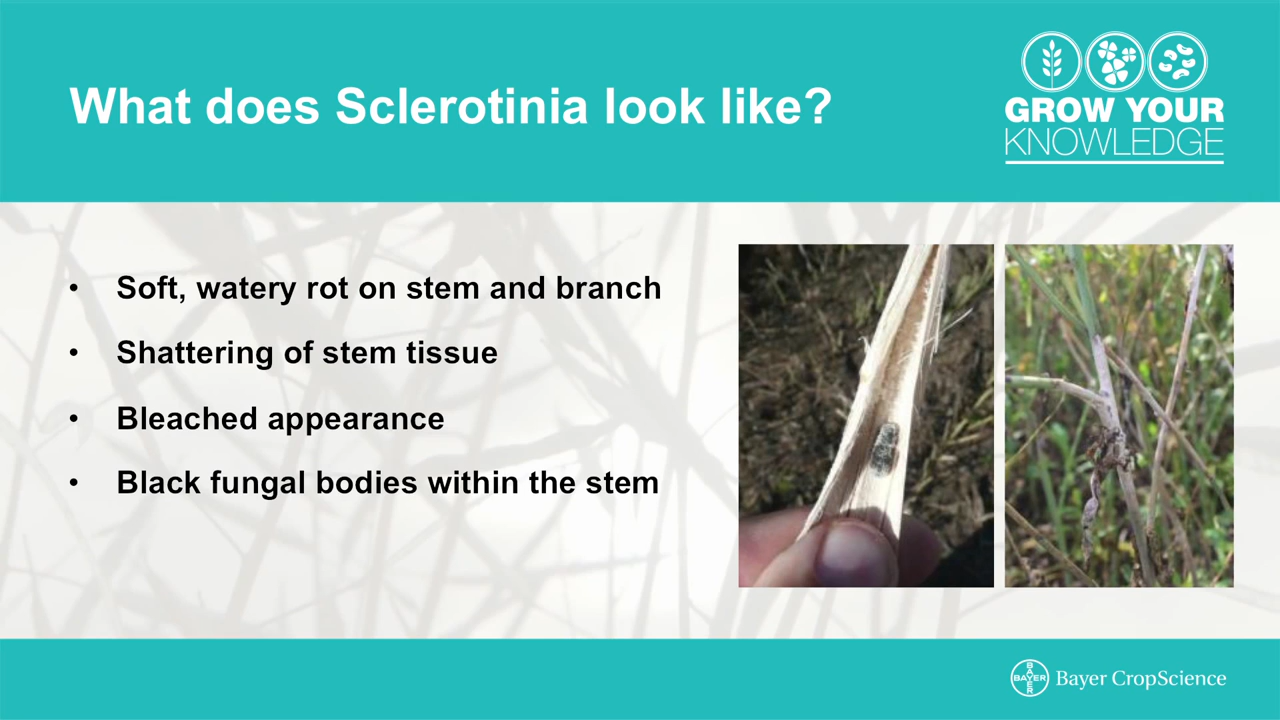 What does Sclerotinia look like?
GROW YOUR
KNOWLEDGE
• Soft, watery rot on stem and branch
• Shattering of stem tissue
• Bleached appearance
• Black fungal bodies within the stem
BAYER
BAYER
Bayer CropScience